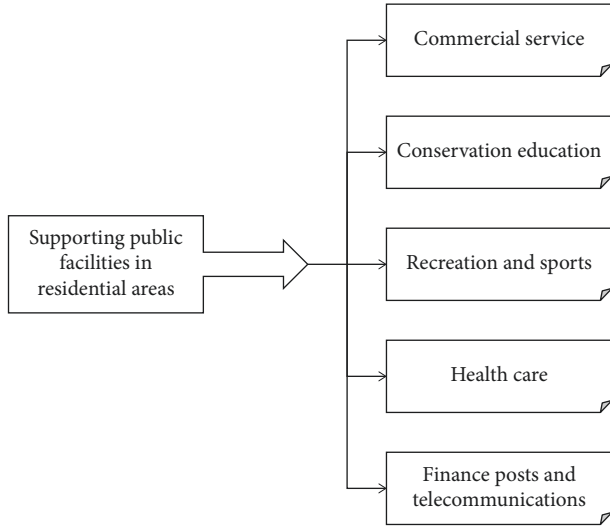 Commercial service
Conservation education
Supporting public
facilities in
residential areas
Recreation and sports
Health care
Finance posts and
telecommunications